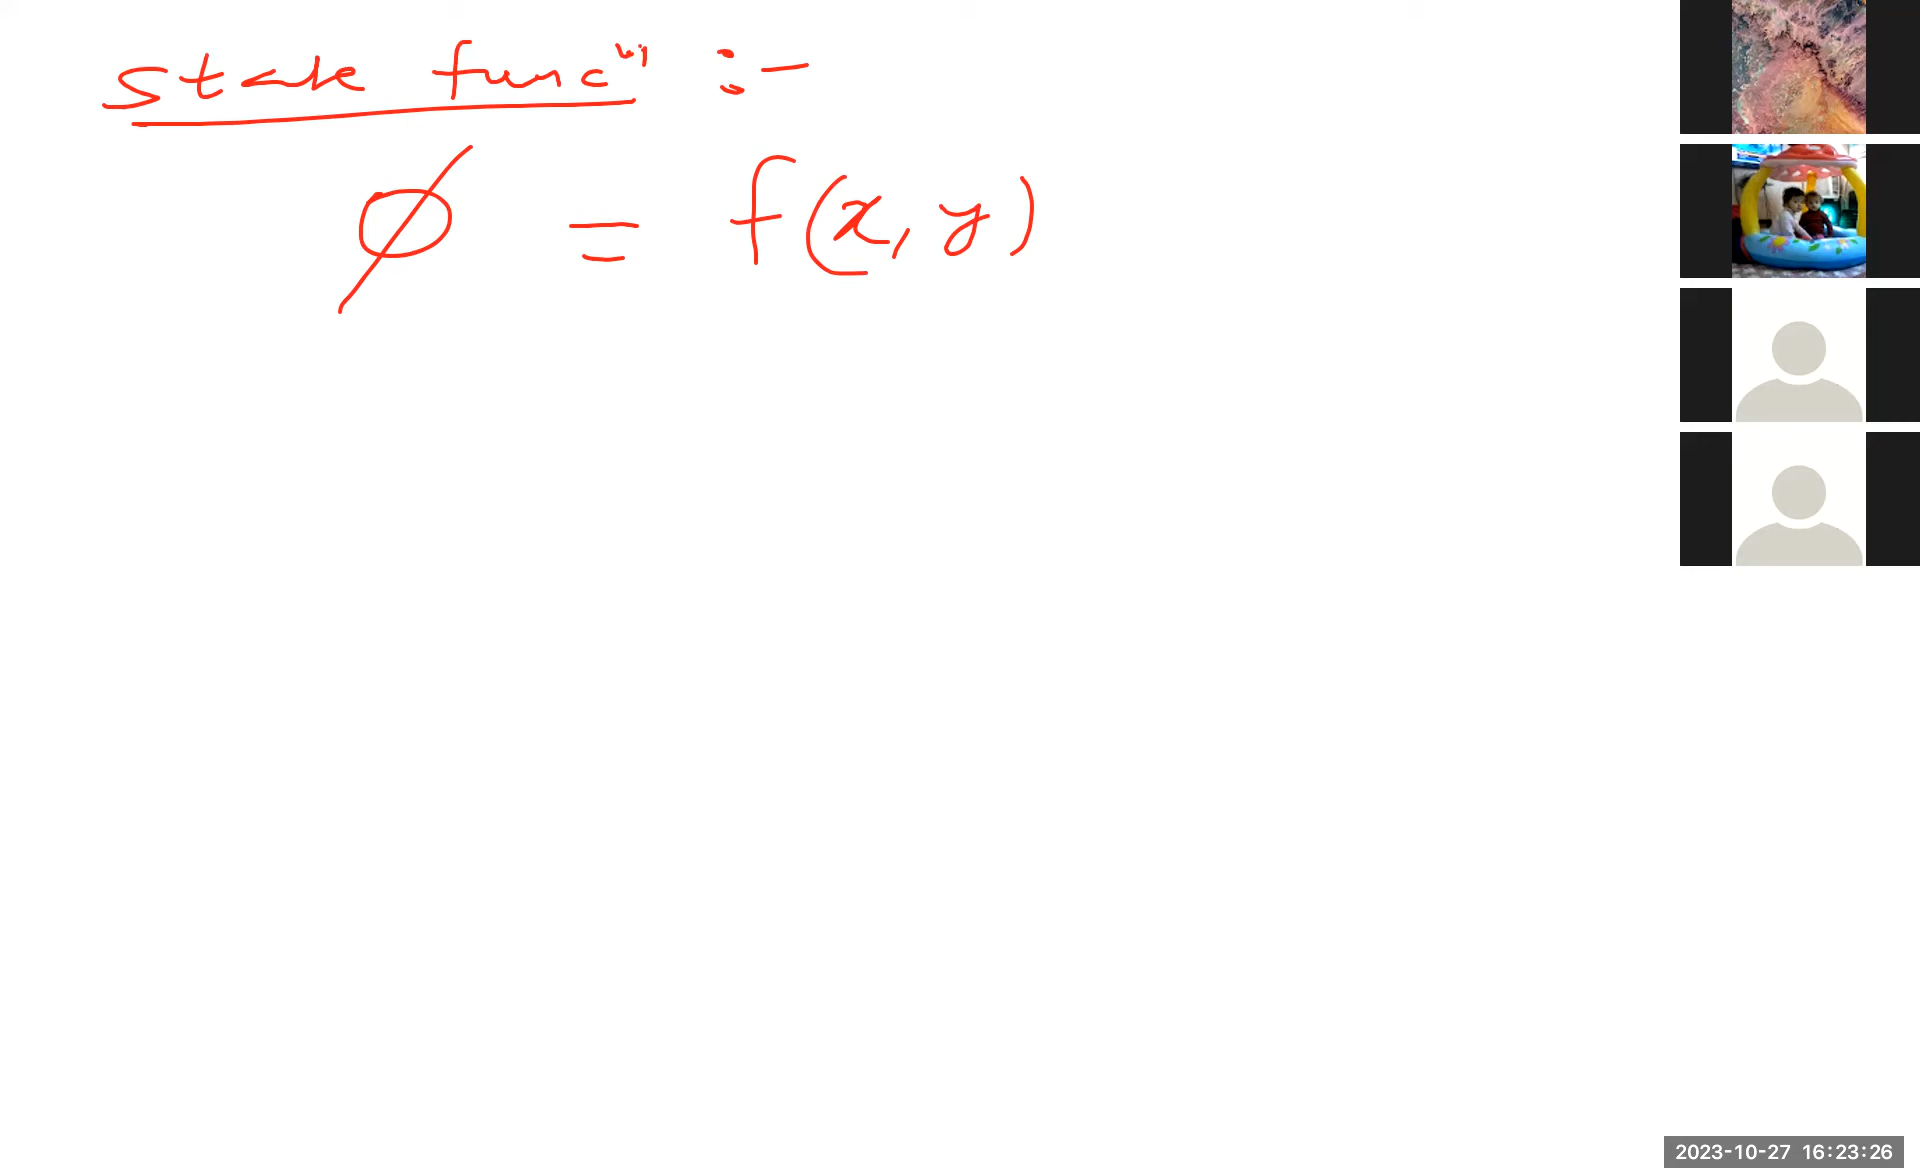 state funcⁿ :-
φ = f(x, y)
2023-10-27 16:23:26